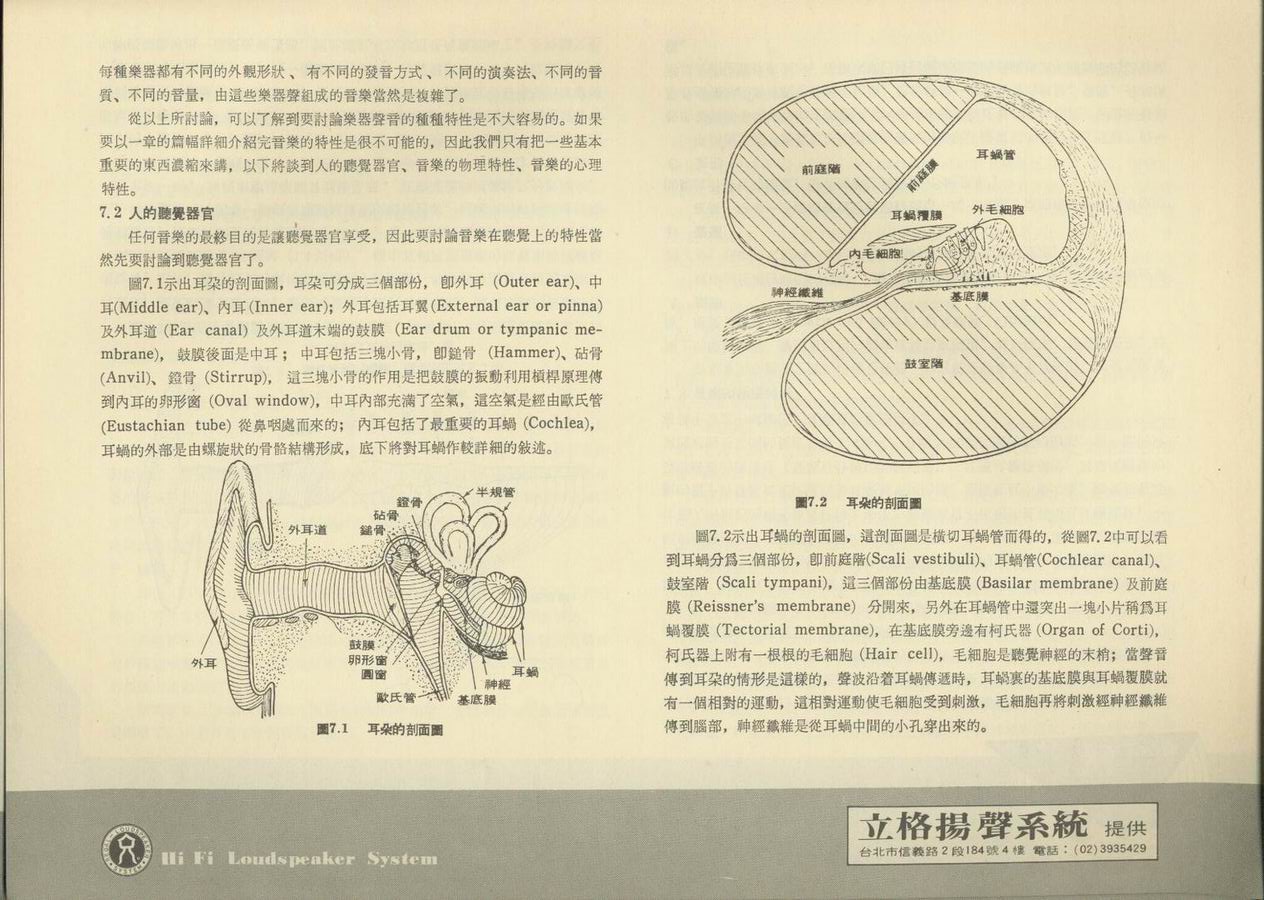 每種樂器都有不同的外觀形狀、有不同的發音方式、不同的演奏法、不同的音
質、不同的音量，由這些樂器聲組成的音樂當然是複雜了。
從以上所討論，可以了解到要討論樂器聲音的種種特性是不大容易的。如果
要以一章的篇幅詳細介紹完音樂的特性是很不可能的，因此我們只有把一些基本
重要的東西濃縮來講，以下將談到人的聽覺器官、音樂的物理特性、音樂的心理
特性。
7.2 人的聽覺器官
任何音樂的最終目的是讓聽覺器官享受，因此要討論音樂在聽覺上的特性當
然先要討論到聽覺器官了。
圖7.1示出耳朶的剖面圖，耳朶可分成三個部份，卽外耳 (Outer ear)、中
耳(Middle ear)、內耳(Inner ear)；外耳包括耳翼(External ear or pinna)
及外耳道 (Ear canal) 及外耳道末端的鼓膜 (Ear drum or tympanic me-
mbrane)，鼓膜後面是中耳；中耳包括三塊小骨，卽鎚骨 (Hammer)、砧骨
(Anvil)、鐙骨 (Stirrup)，這三塊小骨的作用是把鼓膜的振動利用槓桿原理傳
到內耳的卵形窗 (Oval window)，中耳內部充滿了空氣，這空氣是經由歐氏管
(Eustachian tube) 從鼻咽處而來的；內耳包括了最重要的耳蝸 (Cochlea)，
耳蝸的外部是由螺旋狀的骨骼結構形成，底下將對耳蝸作較詳細的敍述。
半規管
鐙骨
砧骨
鎚骨
外耳道
外耳
鼓膜
卵形窗
圓窗
歐氏管
基底膜
神經
耳蝸
圖7.1 耳朶的剖面圖
前庭階
前庭膜
耳蝸管
耳蝸覆膜
外毛細胞
內毛細胞
神經纖維
基底膜
鼓室階
圖7.2 耳朶的剖面圖
圖7.2示出耳蝸的剖面圖，這剖面圖是橫切耳蝸管而得的，從圖7.2中可以看
到耳蝸分爲三個部份，卽前庭階(Scali vestibuli)、耳蝸管(Cochlear canal)、
鼓室階 (Scali tympani)，這三個部份由基底膜 (Basilar membrane) 及前庭
膜 (Reissner's membrane) 分開來，另外在耳蝸管中還突出一塊小片稱爲耳
蝸覆膜 (Tectorial membrane)，在基底膜旁邊有柯氏器 (Organ of Corti)，
柯氏器上附有一根根的毛細胞 (Hair cell)，毛細胞是聽覺神經的末梢；當聲音
傳到耳朶的情形是這樣的，聲波沿着耳蝸傳遞時，耳蝸裏的基底膜與耳蝸覆膜就
有一個相對的運動，這相對運動使毛細胞受到刺激，毛細胞再將刺激經神經纖維
傳到腦部，神經纖維是從耳蝸中間的小孔穿出來的。
Hi Fi Loudspeaker System
立格揚聲系統 提供
台北市信義路2段184號4樓 電話：(02)3935429